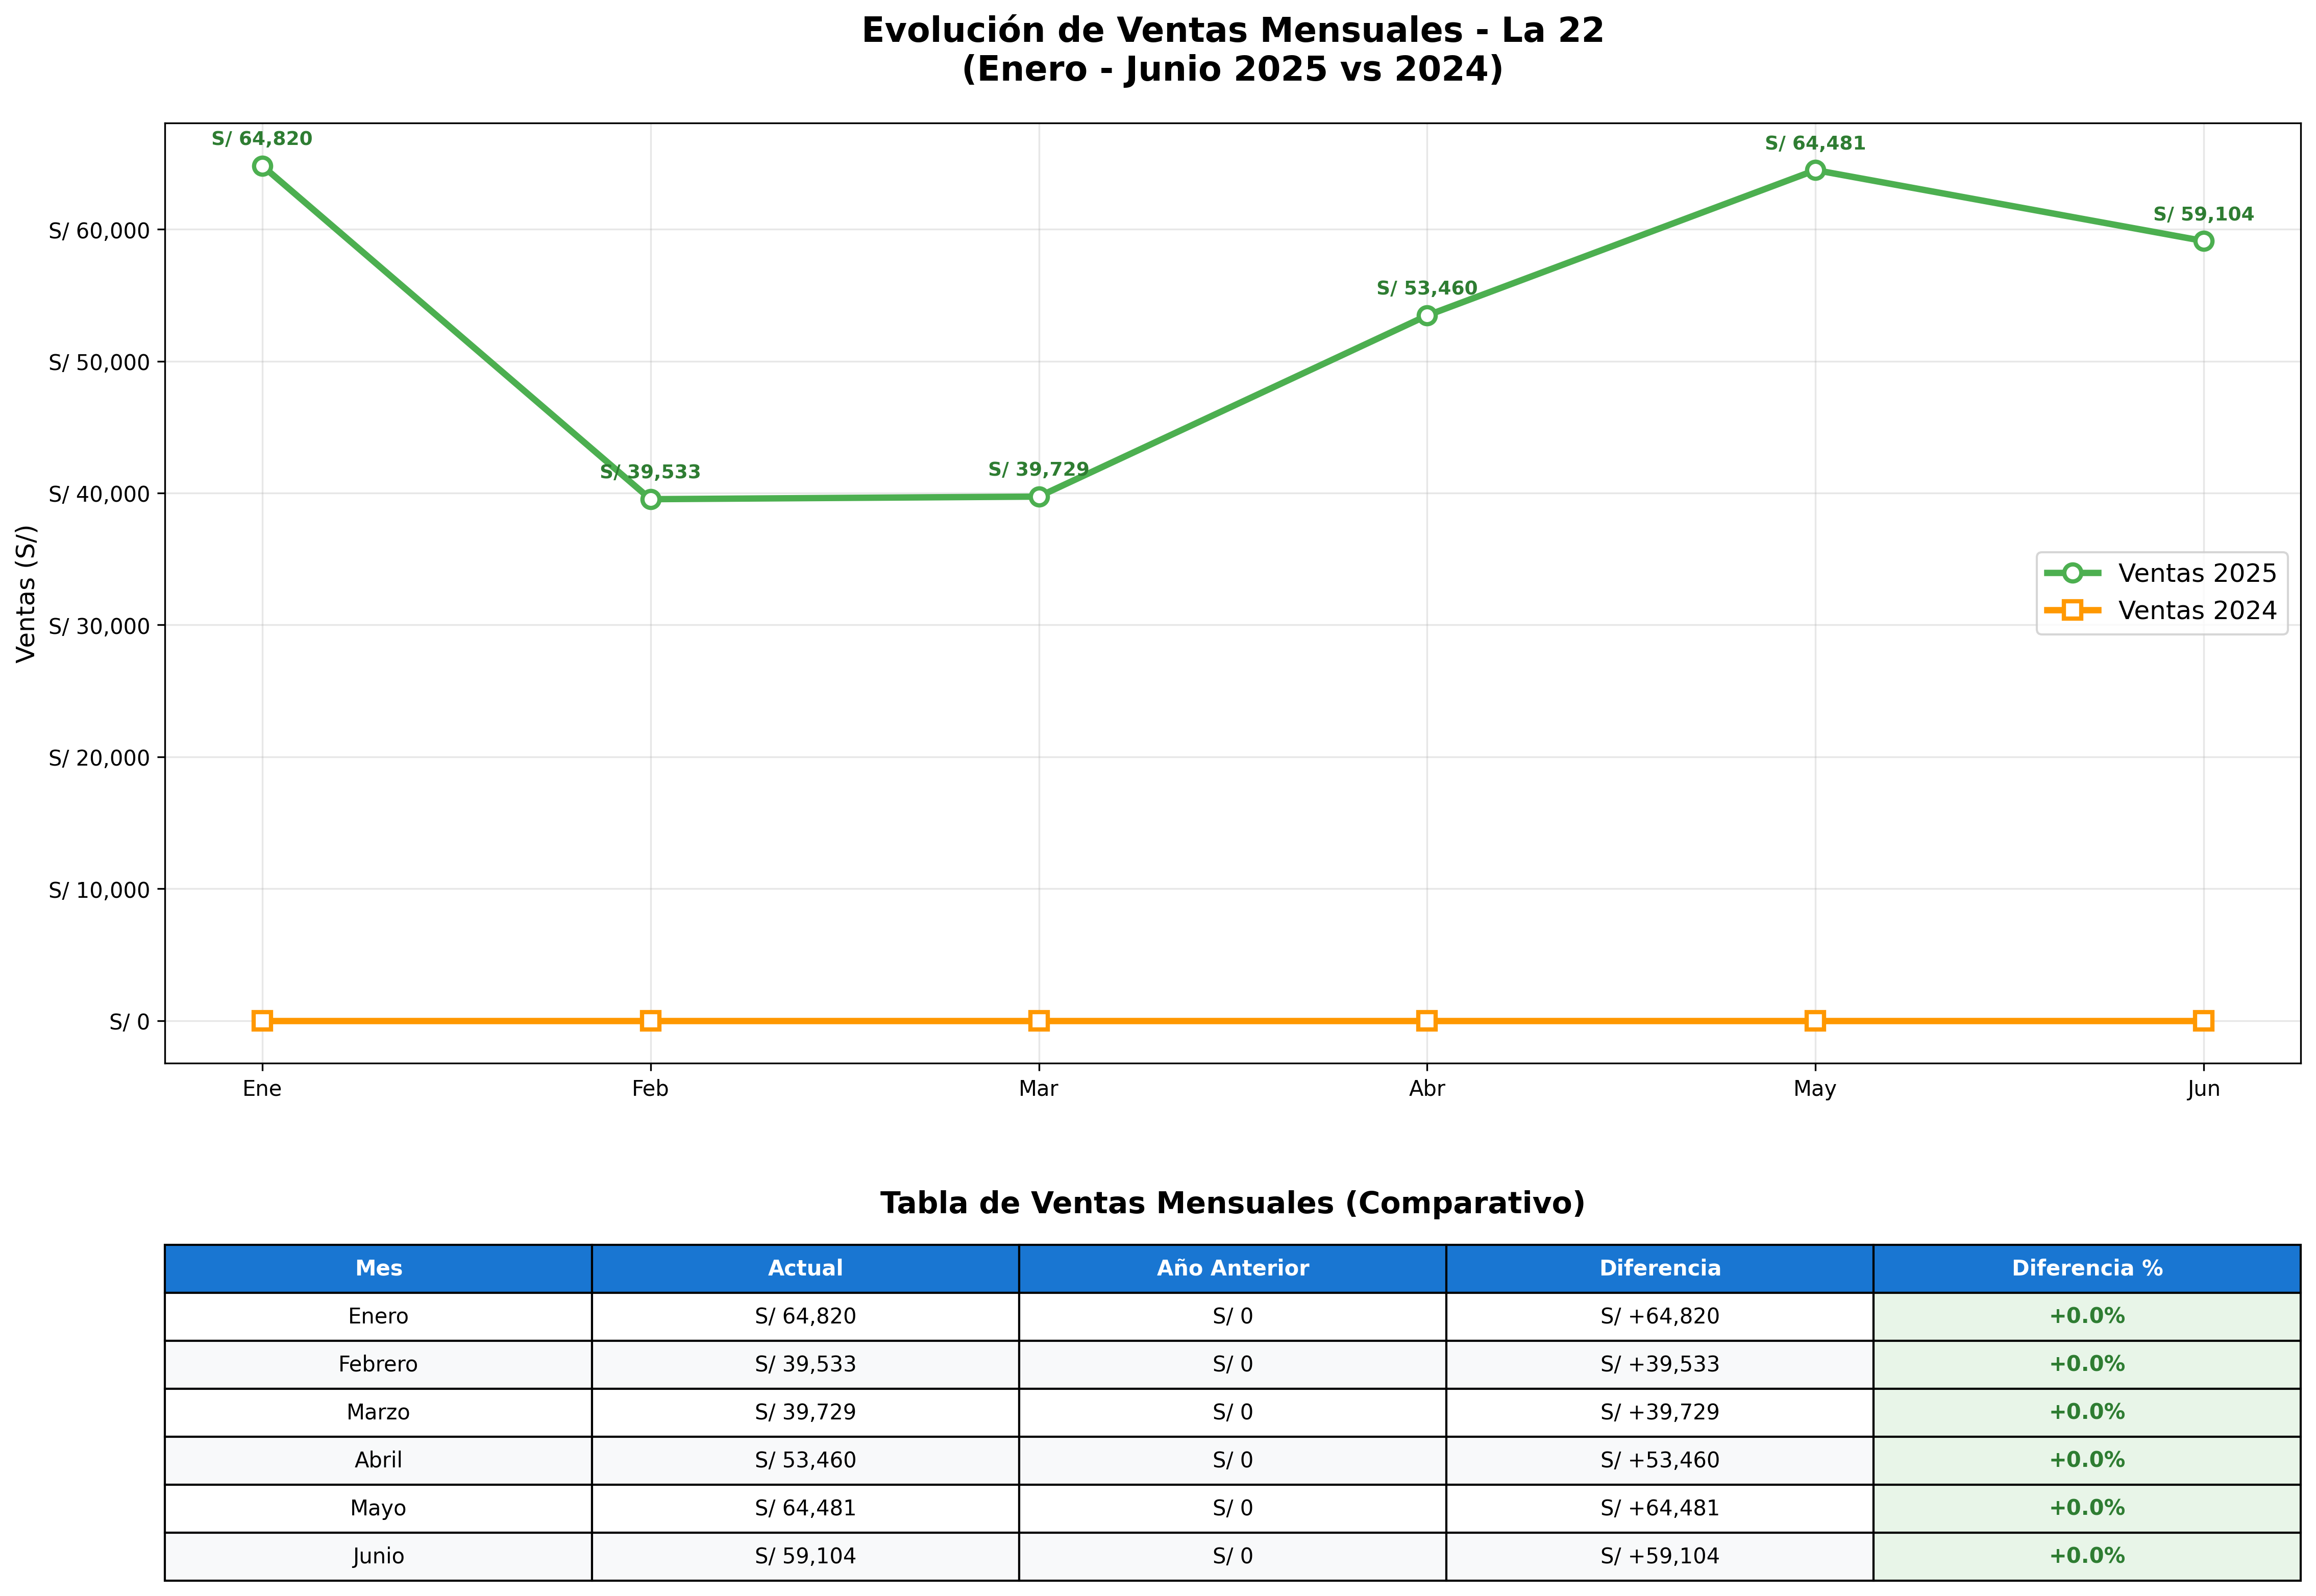 Evolución de Ventas Mensuales - La 22
(Enero - Junio 2025 vs 2024)
Ventas (S/)
S/ 60,000
S/ 50,000
S/ 40,000
S/ 30,000
S/ 20,000
S/ 10,000
S/ 0
S/ 64,820
S/ 39,533
S/ 39,729
S/ 53,460
S/ 64,481
S/ 59,104
Ventas 2025
Ventas 2024
Ene Feb Mar Abr May Jun
Tabla de Ventas Mensuales (Comparativo)
Mes Actual Año Anterior Diferencia Diferencia %
Enero S/ 64,820 S/ 0 S/ +64,820 +0.0%
Febrero S/ 39,533 S/ 0 S/ +39,533 +0.0%
Marzo S/ 39,729 S/ 0 S/ +39,729 +0.0%
Abril S/ 53,460 S/ 0 S/ +53,460 +0.0%
Mayo S/ 64,481 S/ 0 S/ +64,481 +0.0%
Junio S/ 59,104 S/ 0 S/ +59,104 +0.0%